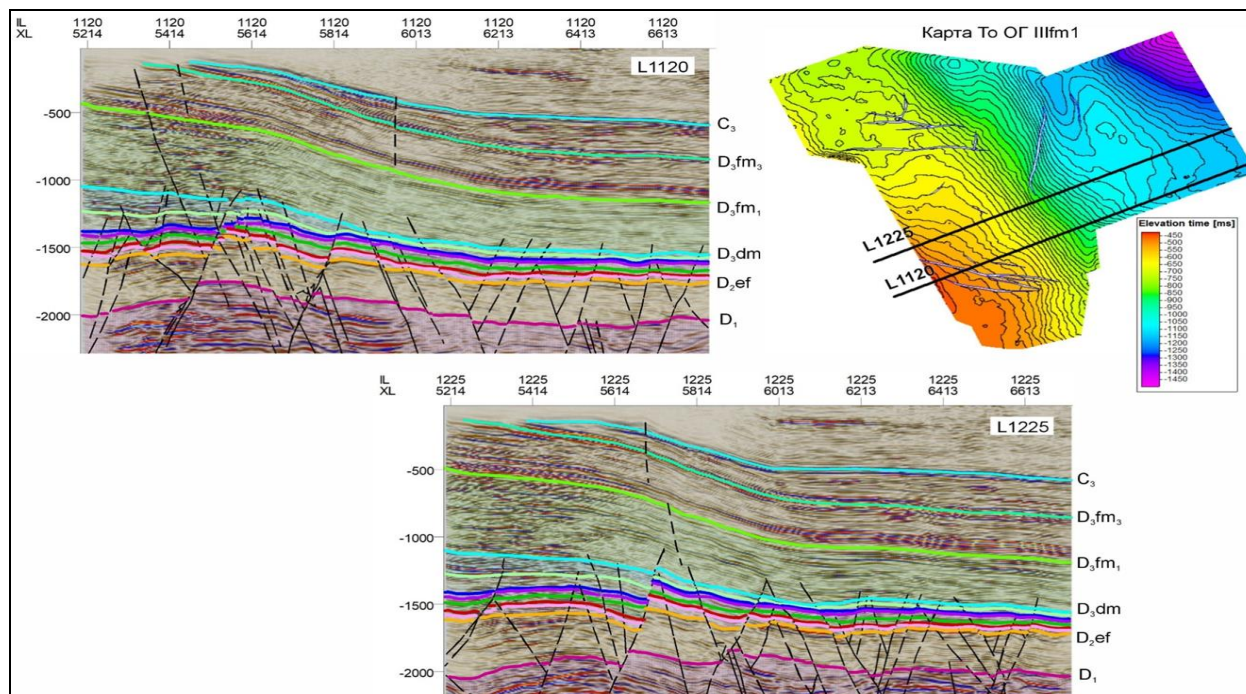 IL 1120 1120 1120 1120 1120 1120 1120 1120
XL 5214 5414 5614 5814 6013 6213 6413 6613
L1120
-500
-1000
-1500
-2000
C₃
D₃fm₃
D₃fm₁
D₃dm
D₂ef
D₁
Карта То ОГ IIIfm1
L1225
L1120
Elevation time [ms]
-450
-500
-550
-600
-650
-700
-750
-800
-850
-900
-950
-1000
-1050
-1100
-1150
-1200
-1250
-1300
-1350
-1400
-1450
IL 1225 1225 1225 1225 1225 1225 1225 1225
XL 5214 5414 5614 5814 6013 6213 6413 6613
L1225
-500
-1000
-1500
-2000
C₃
D₃fm₃
D₃fm₁
D₃dm
D₂ef
D₁